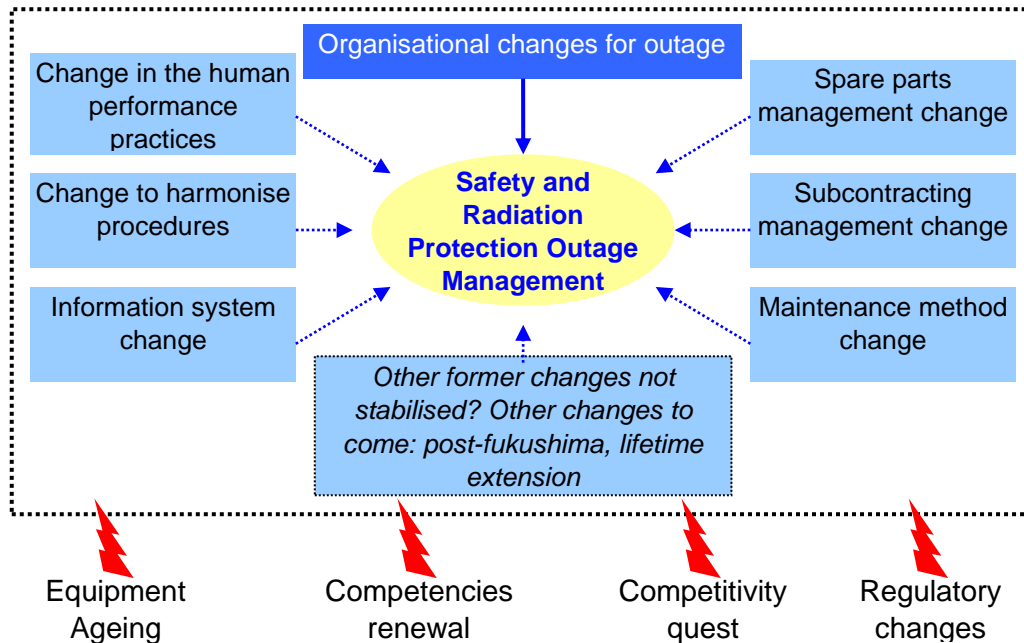 Organisational changes for outage
Change in the human
performance
practices
Change to harmonise
procedures
Information system
change
Safety and
Radiation
Protection Outage
Management
Spare parts
management change
Subcontracting
management change
Maintenance method
change
Other former changes not
stabilised? Other changes to
come: post-fukushima, lifetime
extension
Equipment
Ageing
Competencies
renewal
Competitivity
quest
Regulatory
changes